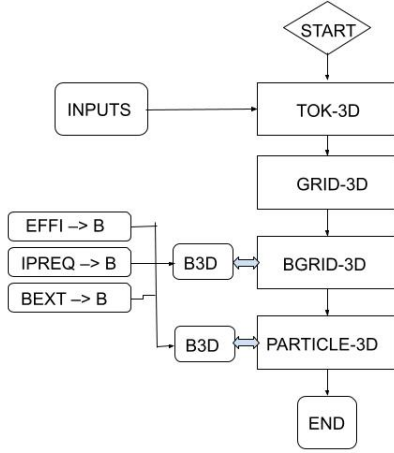 START
INPUTS
TOK-3D
GRID-3D
EFFI –> B
IPREQ –> B
B3D
BGRID-3D
BEXT –> B
B3D
PARTICLE-3D
END